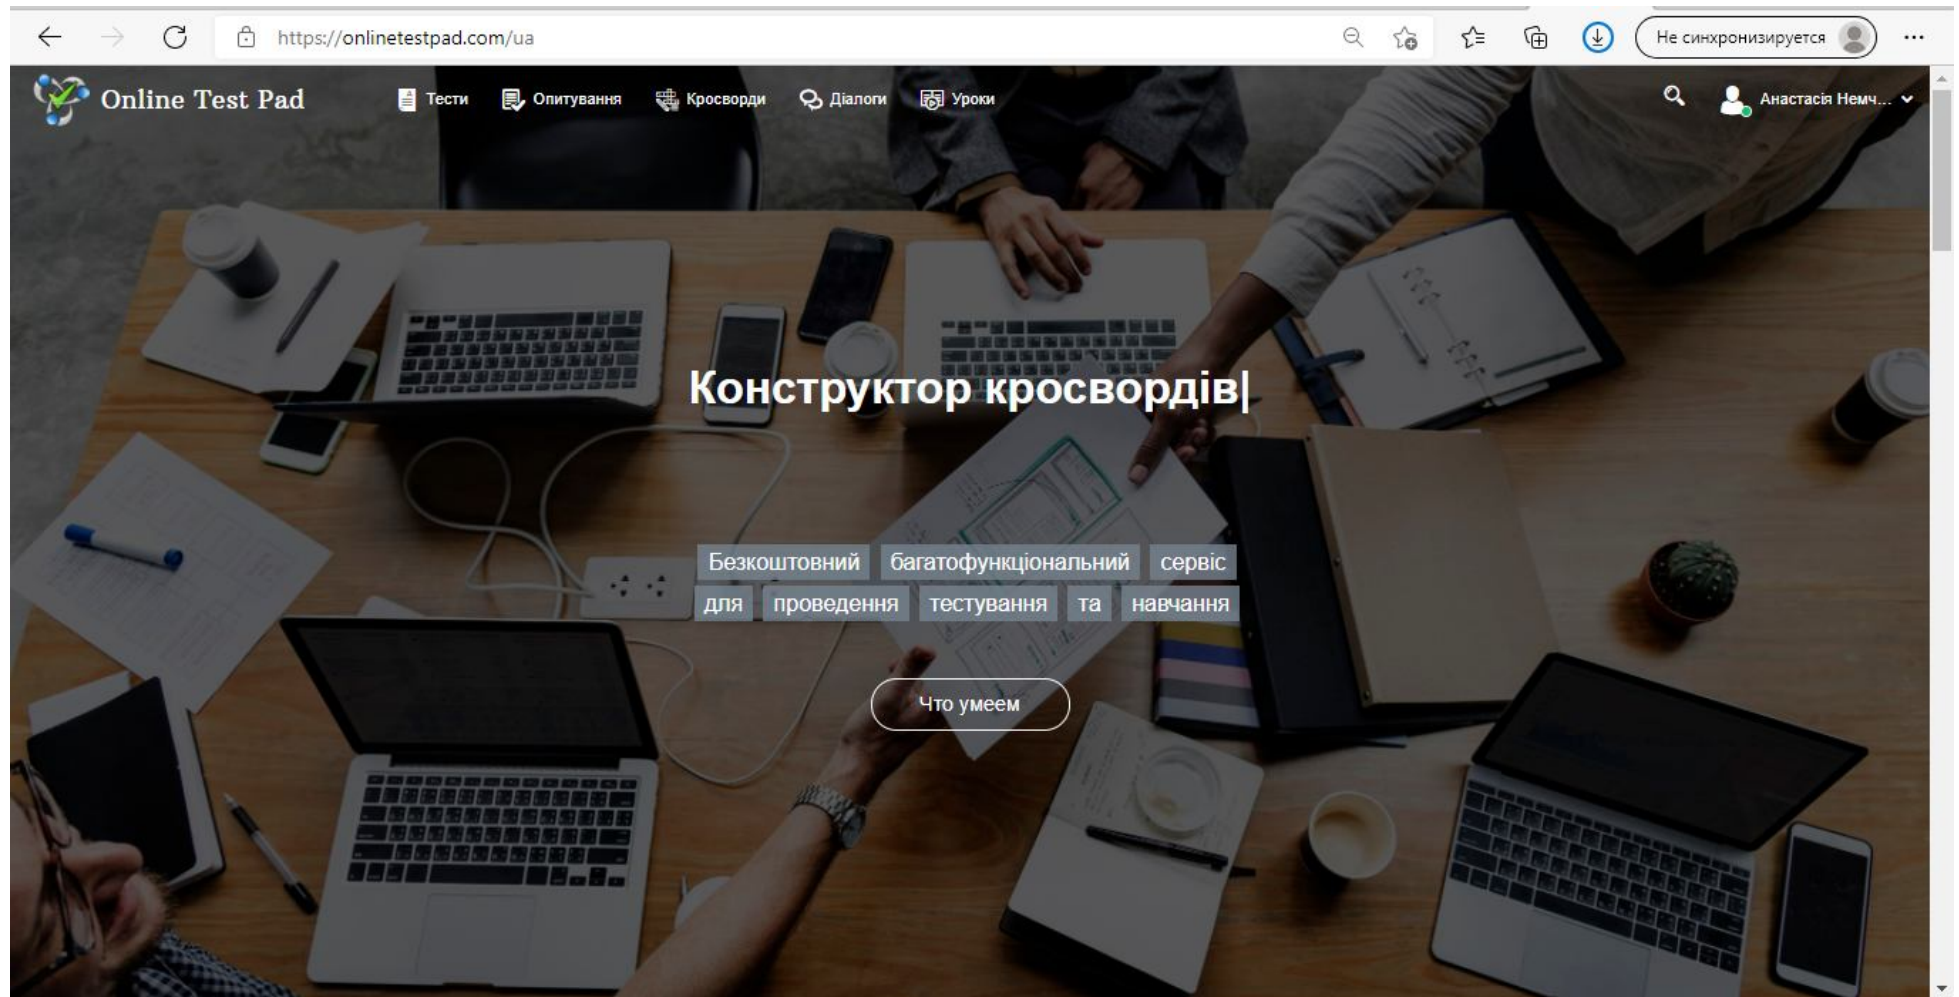 https://onlinetestpad.com/ua
Не синхронизируется
Online Test Pad
Тести
Опитування
Кросворди
Діалоги
Уроки
Анастасія Немч...
Конструктор кросвордів|
Безкоштовний багатофункціональний сервіс
для проведення тестування та навчання
Что умеем